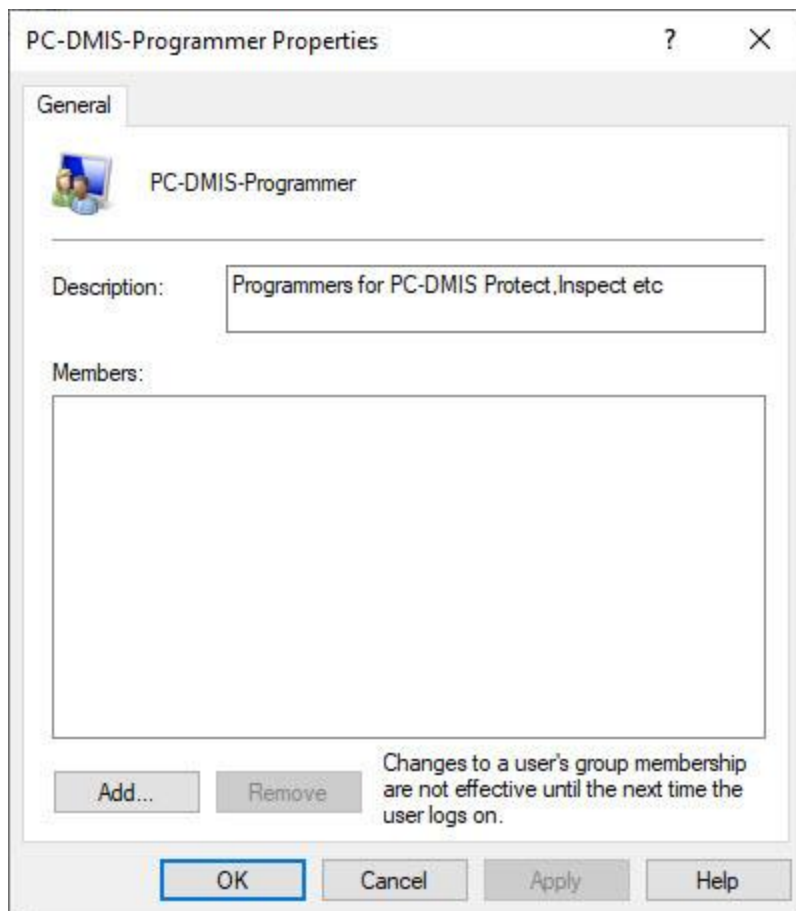 PC-DMIS-Programmer Properties
?
General
PC-DMIS-Programmer
Description:
Programmers for PC-DMIS Protect,Inspect etc
Members:
Add...
Remove
Changes to a user's group membership
are not effective until the next time the
user logs on.
OK
Cancel
Apply
Help